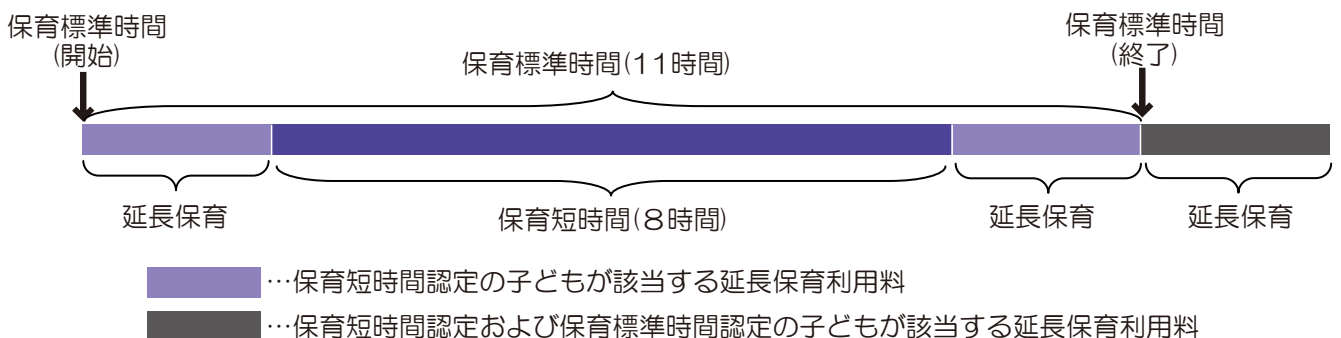 保育標準時間
(開始)
保育標準時間(11時間)
保育標準時間
(終了)
延長保育
保育短時間(8時間)
延長保育
延長保育
…保育短時間認定の子どもが該当する延長保育利用料
…保育短時間認定および保育標準時間認定の子どもが該当する延長保育利用料